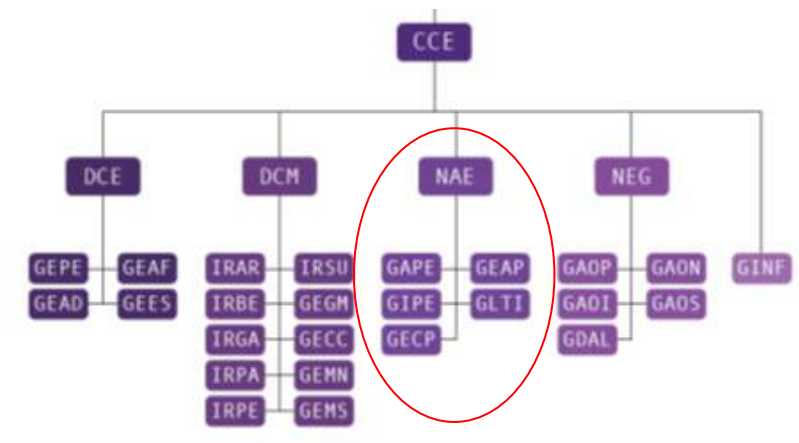 CCE
DCE DCM NAE NEG
GEPE GEAF IRAR IRSU GAPE GEAP GAOP GAON GINF
GEAD GEES IRBE GEGM GIPE GLTI GAOI GAOS
IRGA GECC GECP GDAL
IRPA GEMN
IRPE GEMS